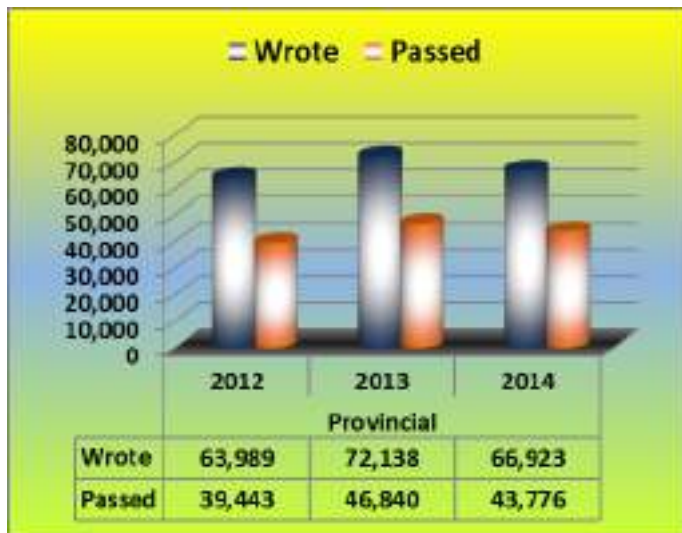 Wrote Passed
80,000
70,000
60,000
50,000
40,000
30,000
20,000
10,000
0
2012 2013 2014
Provincial
Wrote 63,989 72,138 66,923
Passed 39,443 46,840 43,776